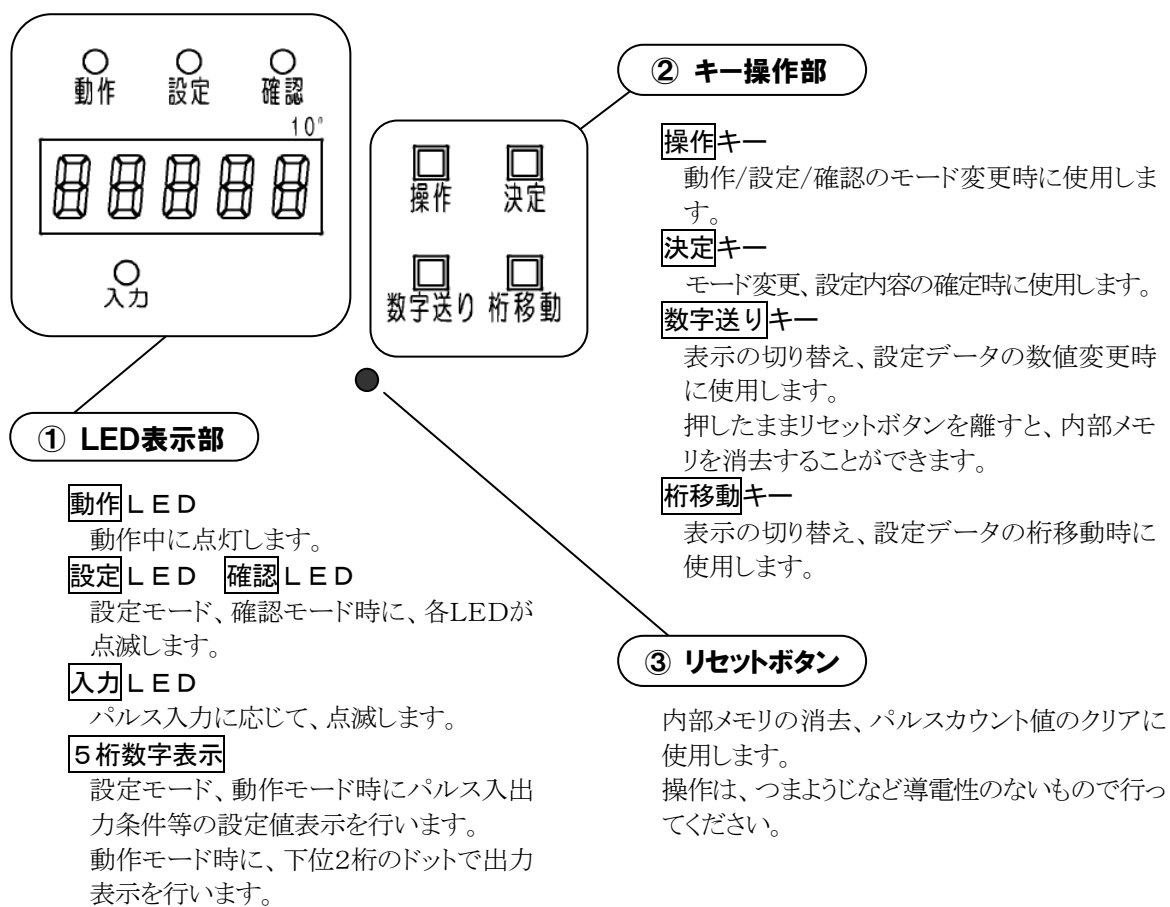 動作 設定 確認
10ⁿ
88888
入力
操作 決定
数字送り 桁移動
① LED表示部
動作LED
動作中に点灯します。
設定LED 確認LED
設定モード、確認モード時に、各LEDが
点滅します。
入力LED
パルス入力に応じて、点滅します。
5桁数字表示
設定モード、動作モード時にパルス入出
力条件等の設定値表示を行います。
動作モード時に、下位2桁のドットで出力
表示を行います。
② キー操作部
操作キー
動作/設定/確認のモード変更時に使用しま
す。
決定キー
モード変更、設定内容の確定時に使用します。
数字送りキー
表示の切り替え、設定データの数値変更時
に使用します。
押したままリセットボタンを離すと、内部メモ
リを消去することができます。
桁移動キー
表示の切り替え、設定データの桁移動時に
使用します。
③ リセットボタン
内部メモリの消去、パルスカウント値のクリアに
使用します。
操作は、つまようじなど導電性のないもので行っ
てください。